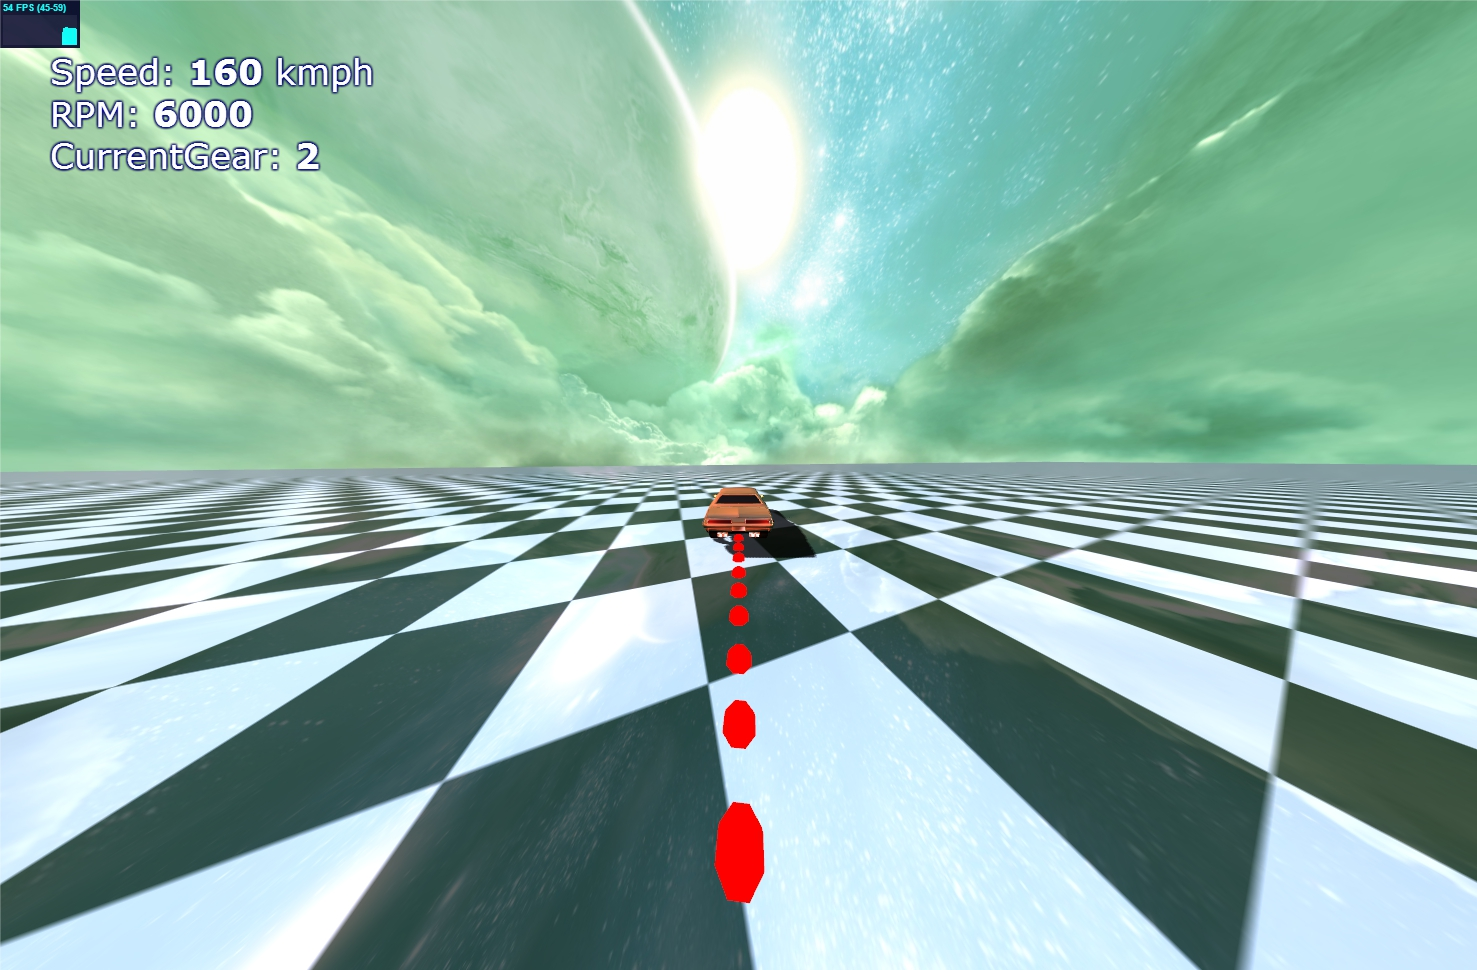 54 FPS (45-59)
Speed: 160 kmph
RPM: 6000
CurrentGear: 2